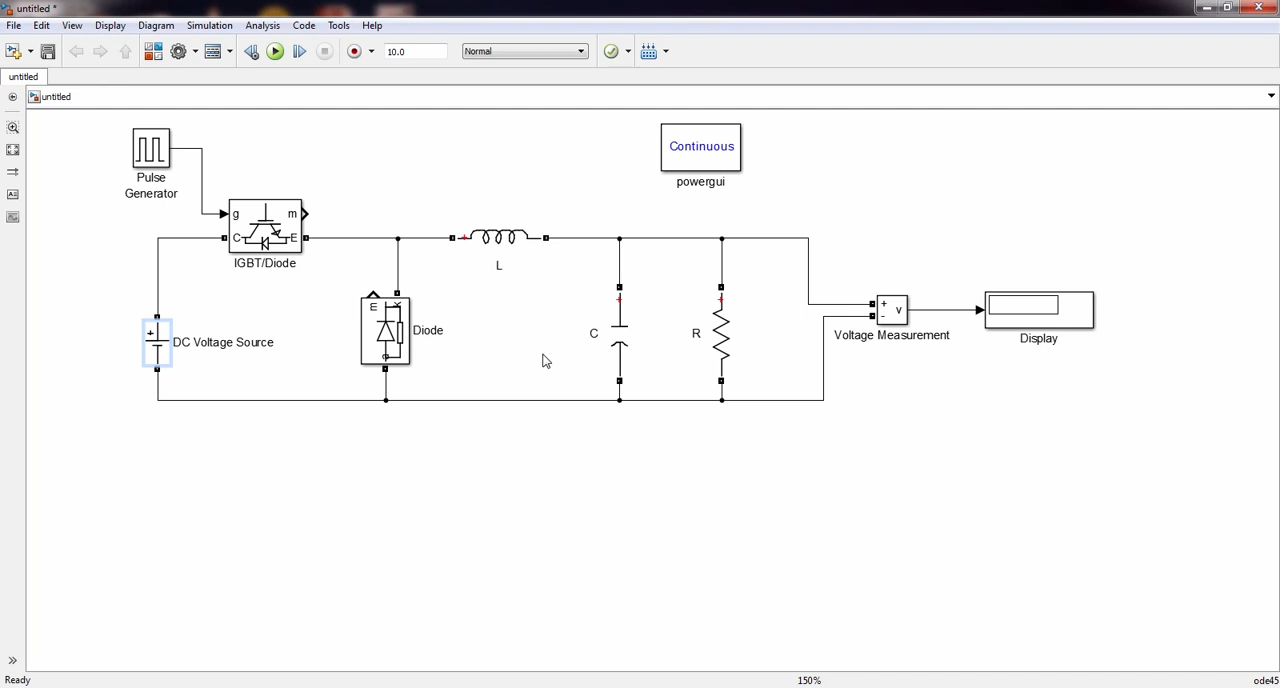 untitled *
File Edit View Display Diagram Simulation Analysis Code Tools Help
10.0 Normal
untitled
untitled
Continuous
powergui
Pulse
Generator
g m
C E
IGBT/Diode
L
m k
a
Diode
DC Voltage Source
+
C
+
R
+
+
-
v
Voltage Measurement
Display
Ready 150% ode45